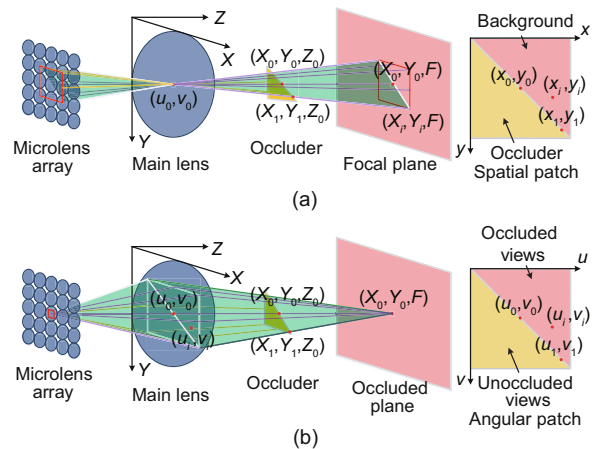 Z
X
Y
(X₀,Y₀,Z₀)
(u₀,v₀)
(X₁,Y₁,Z₀)
(X₀,Y₀,F)
(Xᵢ,Yᵢ,F)
Microlens
array
Main lens
Occluder
Focal plane
Background
x
(x₀,y₀)
(xᵢ,yᵢ)
(x₁,y₁)
y
Occluder
Spatial patch
(a)
Z
X
Y
(X₀,Y₀,Z₀)
(u₀,v₀)
(uᵢ,vᵢ)
(X₁,Y₁,Z₀)
(X₀,Y₀,F)
Microlens
array
Main lens
Occluder
Occluded
plane
Occluded
views
u
(u₀,v₀)
(uᵢ,vᵢ)
(u₁,v₁)
v
Unoccluded
views
Angular patch
(b)